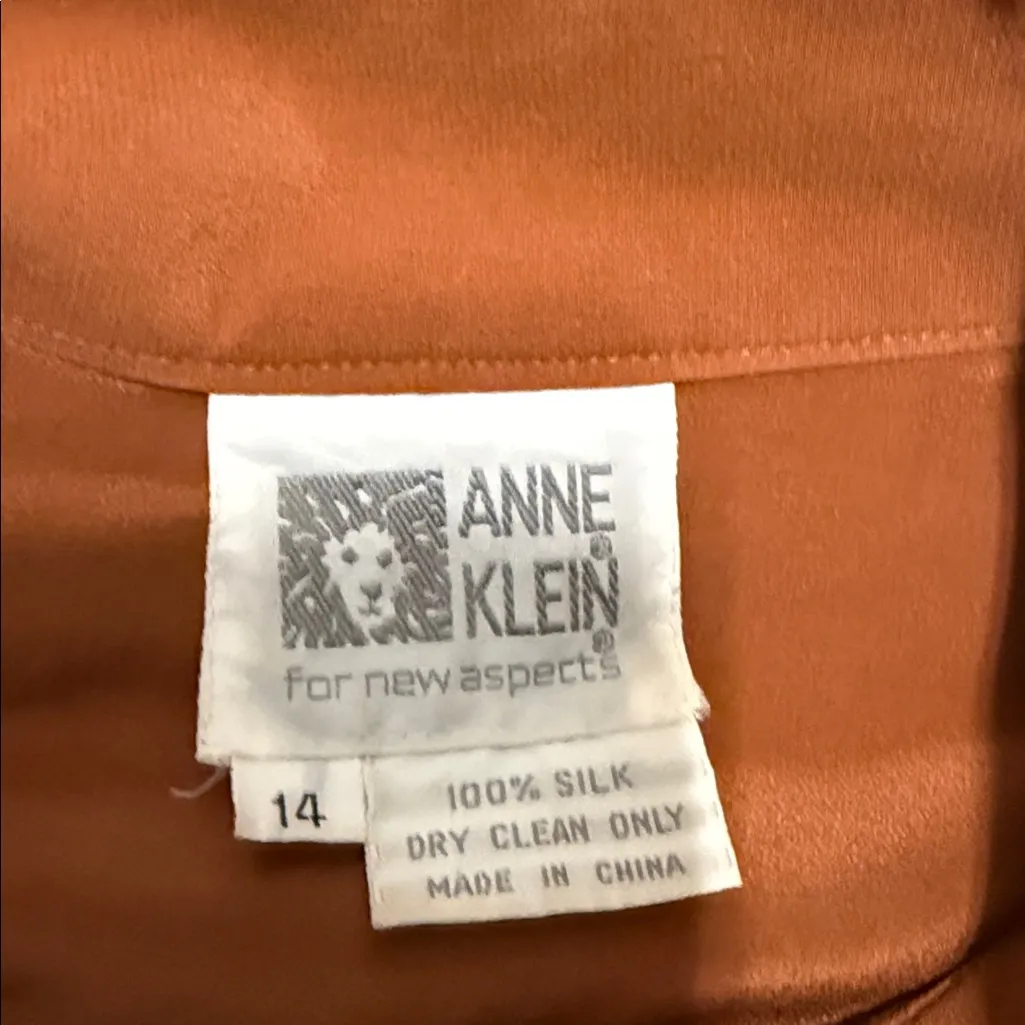 ANNE
KLEIN
for new aspects
14
100% SILK
DRY CLEAN ONLY
MADE IN CHINA